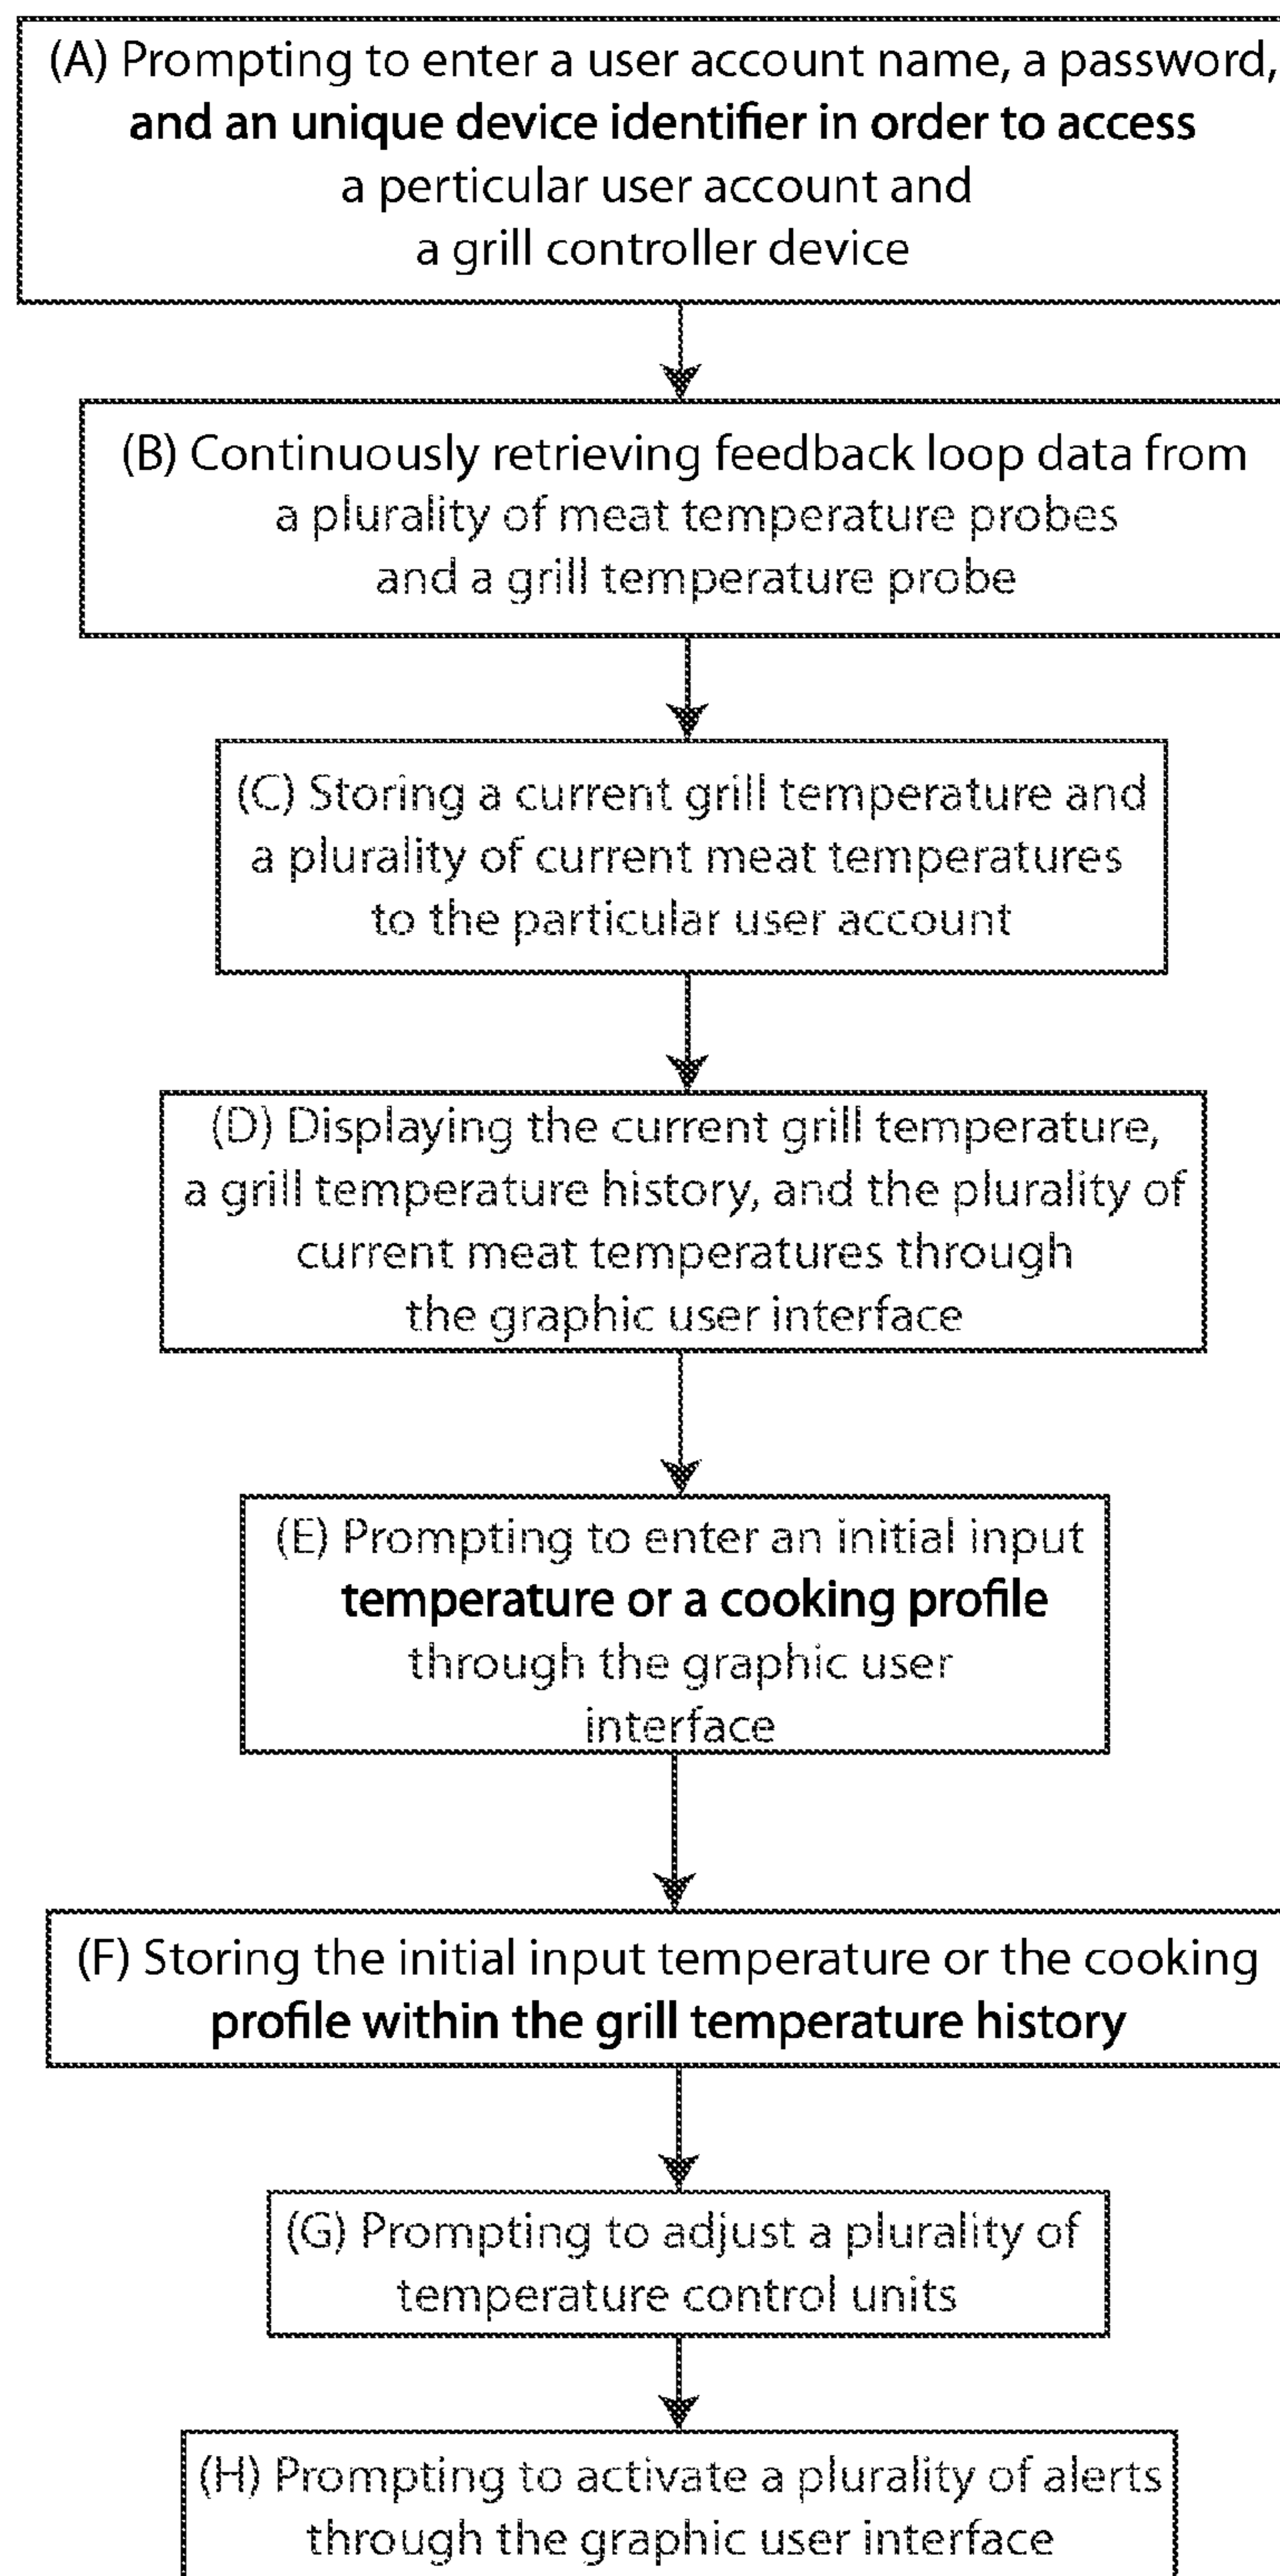 (A) Prompting to enter a user account name, a password,
and an unique device identifier in order to access
a perticular user account and
a grill controller device
(B) Continuously retrieving feedback loop data from
a plurality of meat temperature probes
and a grill temperature probe
(C) Storing a current grill temperature and
a plurality of current meat temperatures
to the particular user account
(D) Displaying the current grill temperature,
a grill temperature history, and the plurality of
current meat temperatures through
the graphic user interface
(E) Prompting to enter an initial input
temperature or a cooking profile
through the graphic user
interface
(F) Storing the initial input temperature or the cooking
profile within the grill temperature history
(G) Prompting to adjust a plurality of
temperature control units
(H) Prompting to activate a plurality of alerts
through the graphic user interface